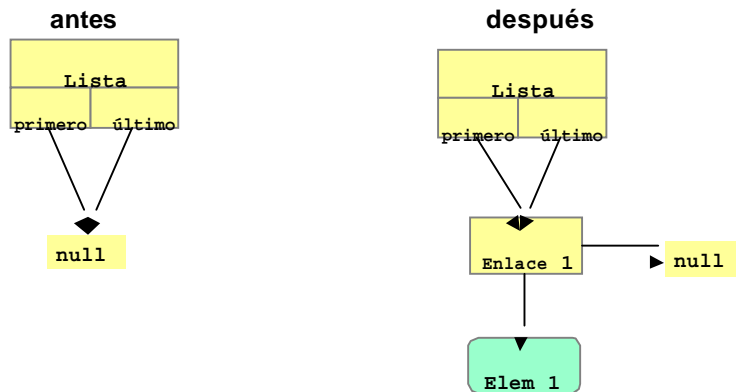 antes
después
Lista
primero último
null
Lista
primero último
Enlace 1
null
Elem 1